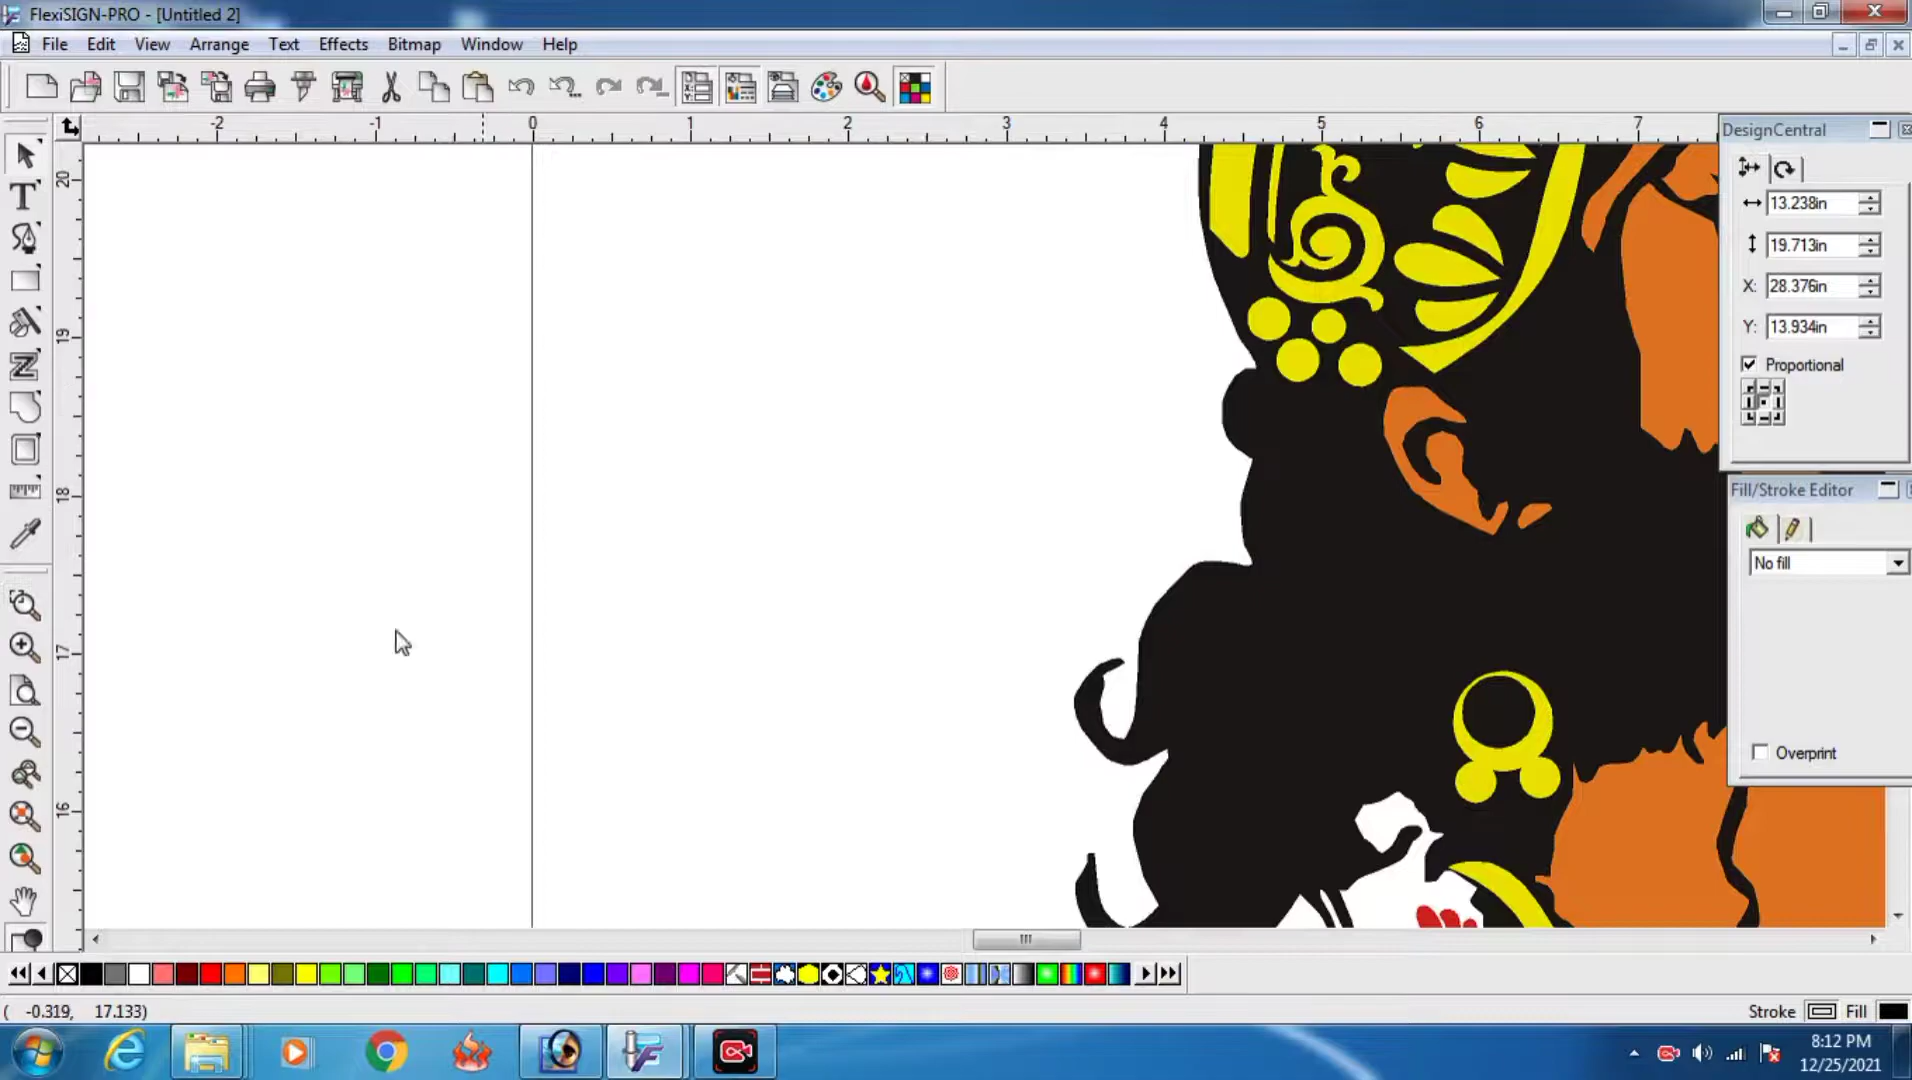 FlexiSIGN-PRO - [Untitled 2]
File Edit View Arrange Text Effects Bitmap Window Help
-2 -1 0 1 2 3 4 5 6 7
20
19
18
17
16
DesignCentral
13.238in
19.713in
X: 28.376in
Y: 13.934in
Proportional
Fill/Stroke Editor
No fill
Overprint
( -0.319, 17.133)
Stroke Fill
8:12 PM
12/25/2021